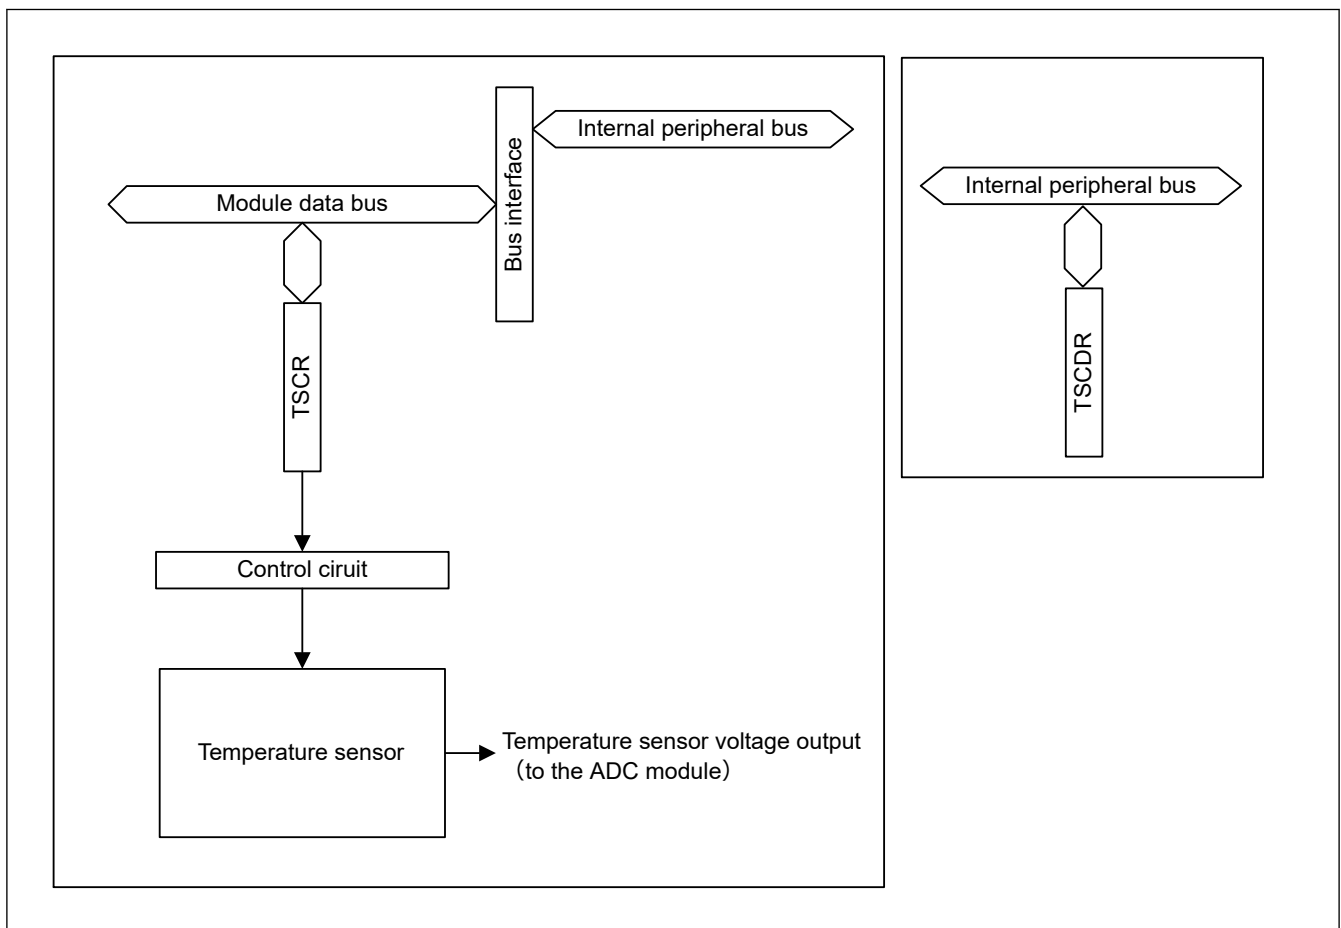 Internal peripheral bus
Module data bus
Bus interface
TSCR
Control ciruit
Temperature sensor
Temperature sensor voltage output
（to the ADC module）
Internal peripheral bus
TSCDR